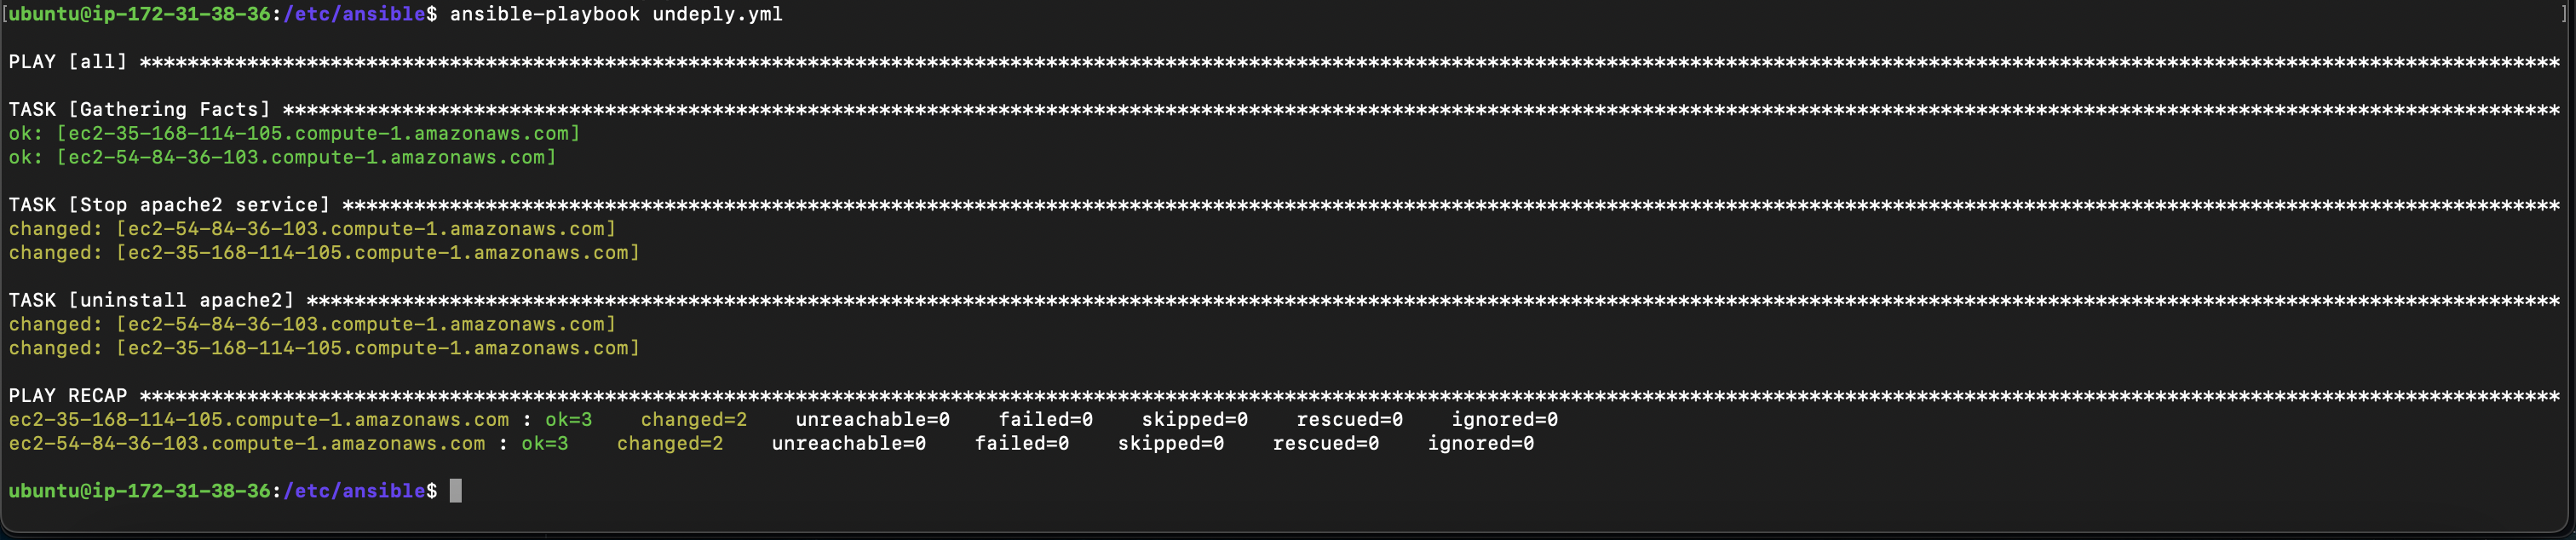 [ubuntu@ip-172-31-38-36:/etc/ansible$ ansible-playbook undeply.yml ]
PLAY [all] ***********************************************************************************************************************************************************************************************************
TASK [Gathering Facts] ***********************************************************************************************************************************************************************************************
ok: [ec2-35-168-114-105.compute-1.amazonaws.com]
ok: [ec2-54-84-36-103.compute-1.amazonaws.com]
TASK [Stop apache2 service] ******************************************************************************************************************************************************************************************
changed: [ec2-54-84-36-103.compute-1.amazonaws.com]
changed: [ec2-35-168-114-105.compute-1.amazonaws.com]
TASK [uninstall apache2] *********************************************************************************************************************************************************************************************
changed: [ec2-54-84-36-103.compute-1.amazonaws.com]
changed: [ec2-35-168-114-105.compute-1.amazonaws.com]
PLAY RECAP ***********************************************************************************************************************************************************************************************************
ec2-35-168-114-105.compute-1.amazonaws.com : ok=3    changed=2    unreachable=0    failed=0    skipped=0    rescued=0    ignored=0
ec2-54-84-36-103.compute-1.amazonaws.com : ok=3    changed=2    unreachable=0    failed=0    skipped=0    rescued=0    ignored=0
ubuntu@ip-172-31-38-36:/etc/ansible$